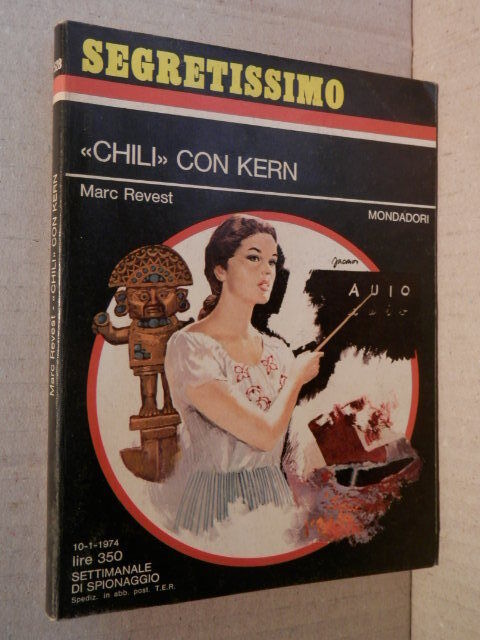 SEGRETISSIMO
«CHILI» CON KERN
Marc Revest
MONDADORI
AUIO
10-1-1974
lire 350
SETTIMANALE
DI SPIONAGGIO
Spediz. in abb. post. T.E.R.
Marc Revest - «CHILI» CON KERN